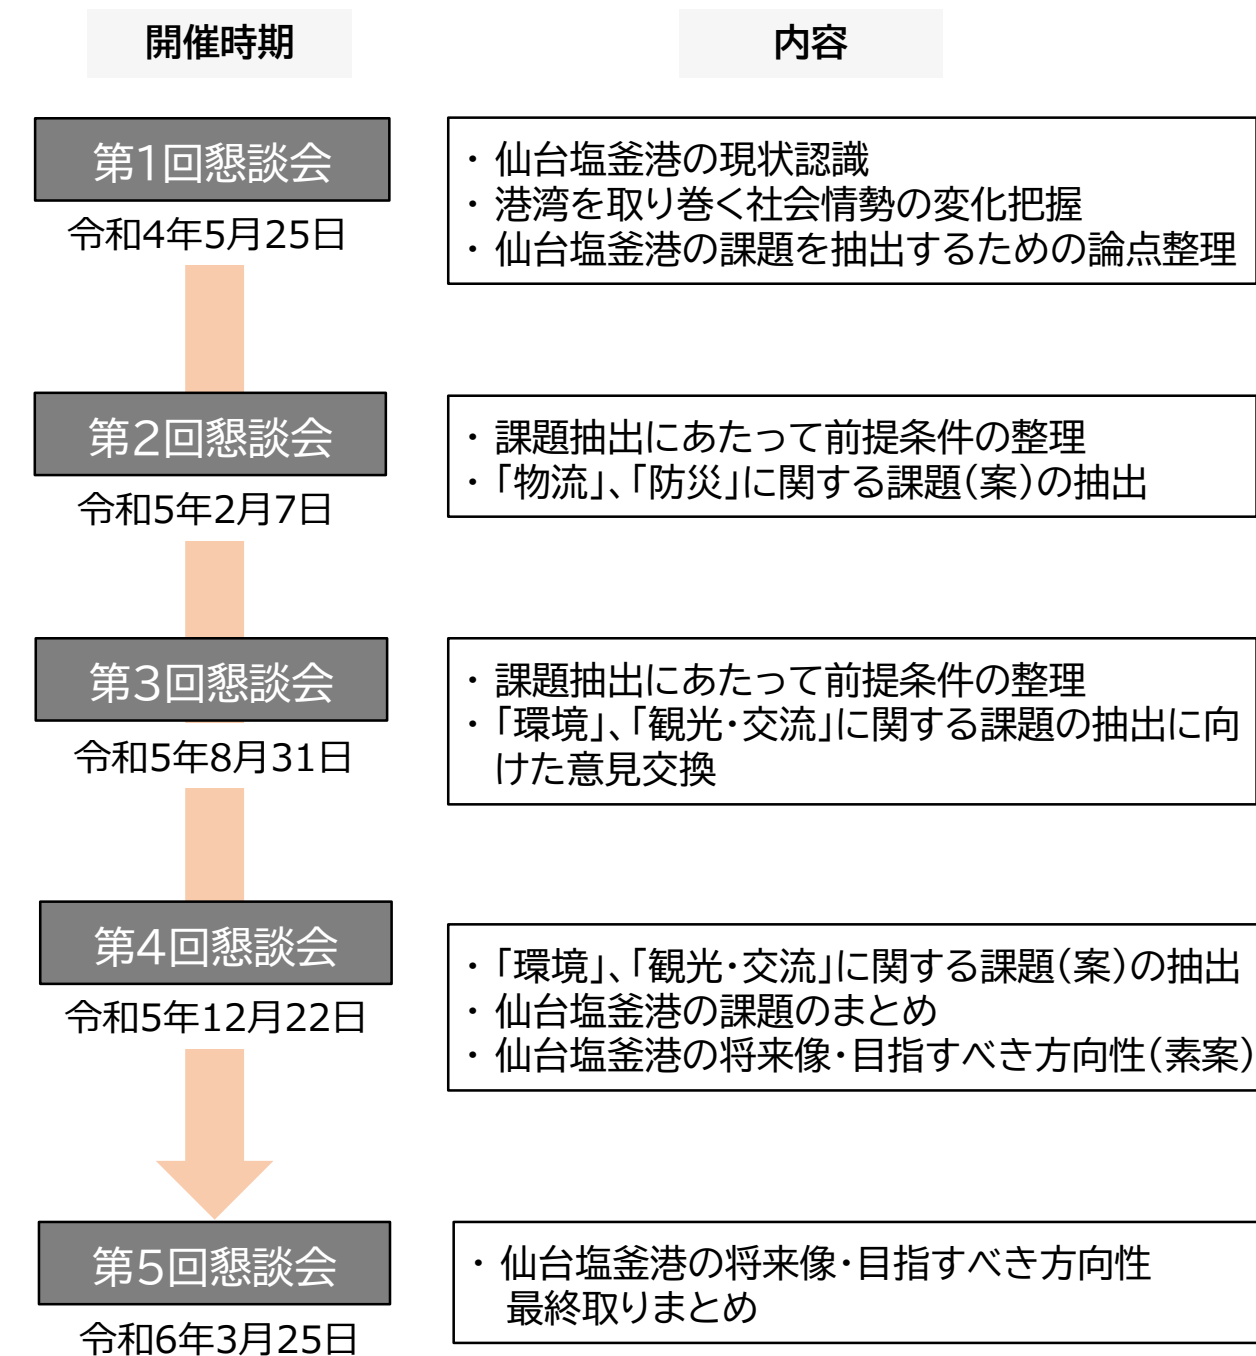 開催時期
内容
第1回懇談会
令和4年5月25日
・ 仙台塩釜港の現状認識
・ 港湾を取り巻く社会情勢の変化把握
・ 仙台塩釜港の課題を抽出するための論点整理
第2回懇談会
令和5年2月7日
・ 課題抽出にあたって前提条件の整理
・ 「物流」、「防災」に関する課題(案)の抽出
第3回懇談会
令和5年8月31日
・ 課題抽出にあたって前提条件の整理
・ 「環境」、「観光・交流」に関する課題の抽出に向
けた意見交換
第4回懇談会
令和5年12月22日
・ 「環境」、「観光・交流」に関する課題(案)の抽出
・ 仙台塩釜港の課題のまとめ
・ 仙台塩釜港の将来像・目指すべき方向性(素案)
第5回懇談会
令和6年3月25日
・ 仙台塩釜港の将来像・目指すべき方向性
最終取りまとめ